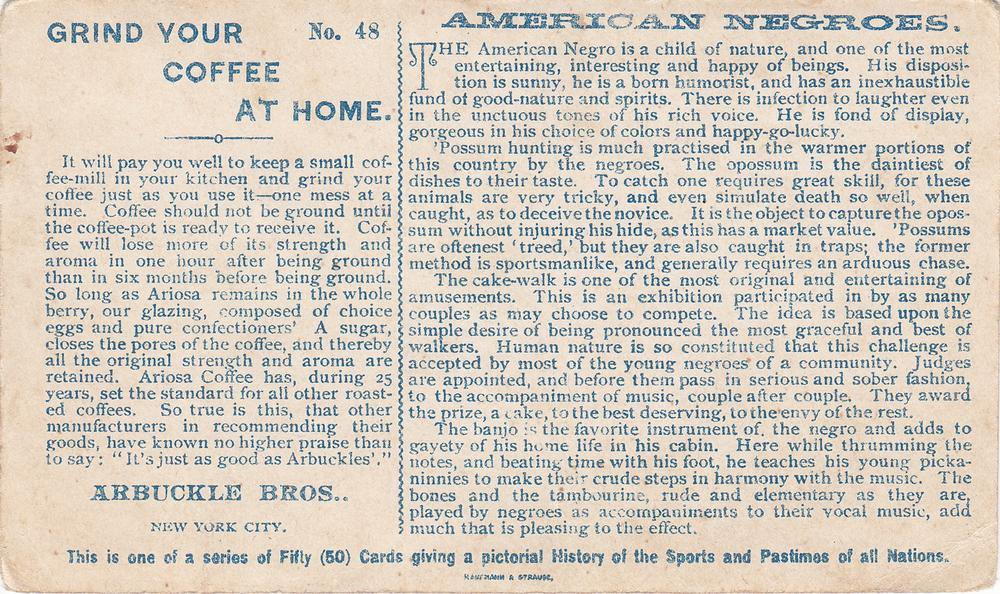 GRIND YOUR No. 48
COFFEE
AT HOME.
It will pay you well to keep a small cof-
fee-mill in your kitchen and grind your
coffee just as you use it—one mess at a
time. Coffee should not be ground until
the coffee-pot is ready to receive it. Cof-
fee will lose more of its strength and
aroma in one hour after being ground
than in six months before being ground.
So long as Ariosa remains in the whole
berry, our glazing, composed of choice
eggs and pure confectioners' A sugar,
closes the pores of the coffee, and thereby
all the original strength and aroma are
retained. Ariosa Coffee has, during 25
years, set the standard for all other roast-
ed coffees. So true is this, that other
manufacturers in recommending their
goods, have known no higher praise than
to say: "It's just as good as Arbuckles'."
ARBUCKLE BROS..
NEW YORK CITY.
AMERICAN NEGROES.
THE American Negro is a child of nature, and one of the most
entertaining, interesting and happy of beings. His disposi-
tion is sunny, he is a born humorist, and has an inexhaustible
fund of good-nature and spirits. There is infection to laughter even
in the unctuous tones of his rich voice. He is fond of display,
gorgeous in his choice of colors and happy-go-lucky.
'Possum hunting is much practised in the warmer portions of
this country by the negroes. The opossum is the daintiest of
dishes to their taste. To catch one requires great skill, for these
animals are very tricky, and even simulate death so well, when
caught, as to deceive the novice. It is the object to capture the opos-
sum without injuring his hide, as this has a market value. 'Possums
are oftenest 'treed,' but they are also caught in traps; the former
method is sportsmanlike, and generally requires an arduous chase.
The cake-walk is one of the most original and entertaining of
amusements. This is an exhibition participated in by as many
couples as may choose to compete. The idea is based upon the
simple desire of being pronounced the most graceful and best of
walkers. Human nature is so constituted that this challenge is
accepted by most of the young negroes of a community. Judges
are appointed, and before them pass in serious and sober fashion,
to the accompaniment of music, couple after couple. They award
the prize, a cake, to the best deserving, to the envy of the rest.
The banjo is the favorite instrument of, the negro and adds to
gayety of his home life in his cabin. Here while thrumming the
notes, and beating time with his foot, he teaches his young picka-
ninnies to make their crude steps in harmony with the music. The
bones and the tambourine, rude and elementary as they are,
played by negroes as accompaniments to their vocal music, add
much that is pleasing to the effect.
This is one of a series of Fifty (50) Cards giving a pictorial History of the Sports and Pastimes of all Nations.
KAUFMANN & STRAUSS,